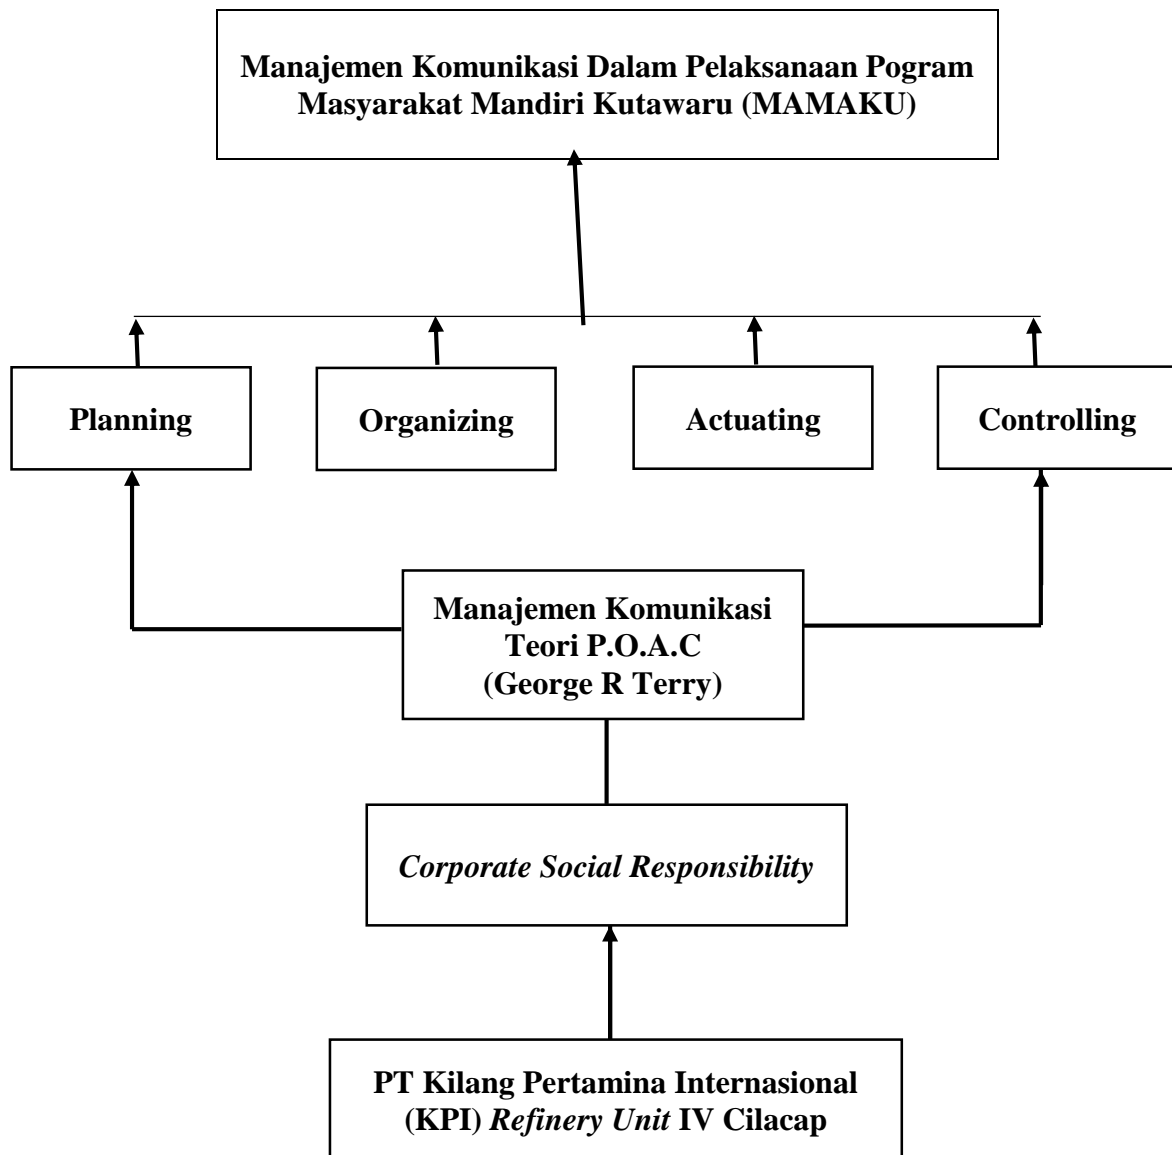 Manajemen Komunikasi Dalam Pelaksanaan Pogram
Masyarakat Mandiri Kutawaru (MAMAKU)
Planning
Organizing
Actuating
Controlling
Manajemen Komunikasi
Teori P.O.A.C
(George R Terry)
Corporate Social Responsibility
PT Kilang Pertamina Internasional
(KPI) Refinery Unit IV Cilacap